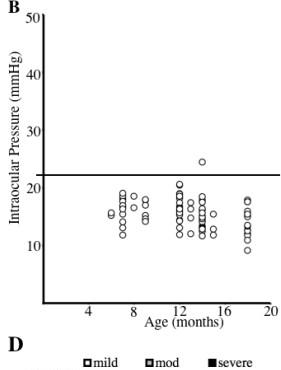 B
Intraocular Pressure (mmHg)
50
40
30
20
10
4 8 12 16 20
Age (months)
D
mild mod severe